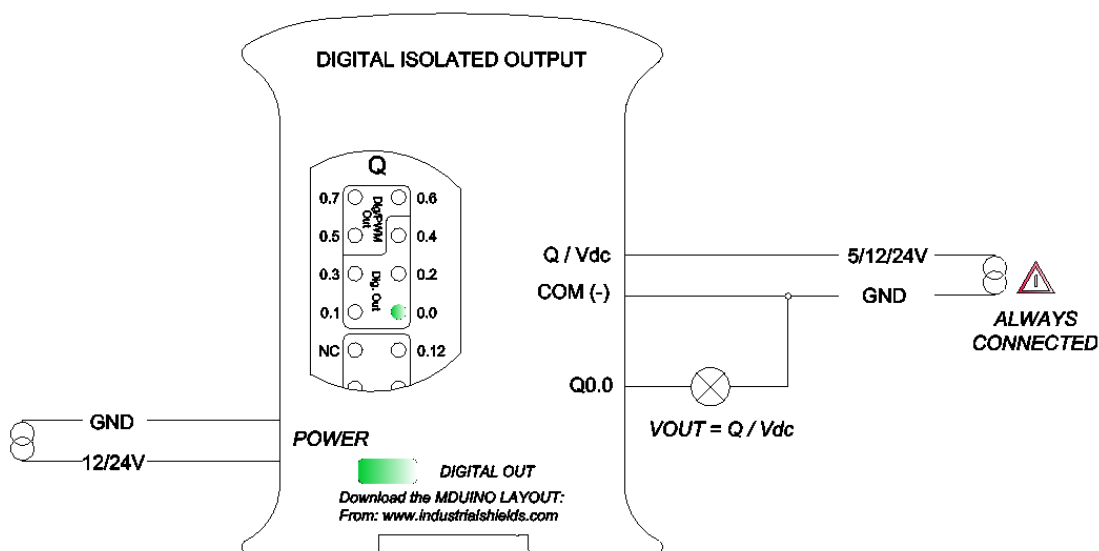 DIGITAL ISOLATED OUTPUT
Q
0.7
0.6
Dig/PWM
Out
0.5
0.4
0.3
0.2
Dig. Out
0.1
0.0
NC
0.12
Q / Vdc
5/12/24V
COM (-)
GND
ALWAYS
CONNECTED
Q0.0
VOUT = Q / Vdc
GND
POWER
12/24V
DIGITAL OUT
Download the MDUINO LAYOUT:
From: www.industrialshields.com